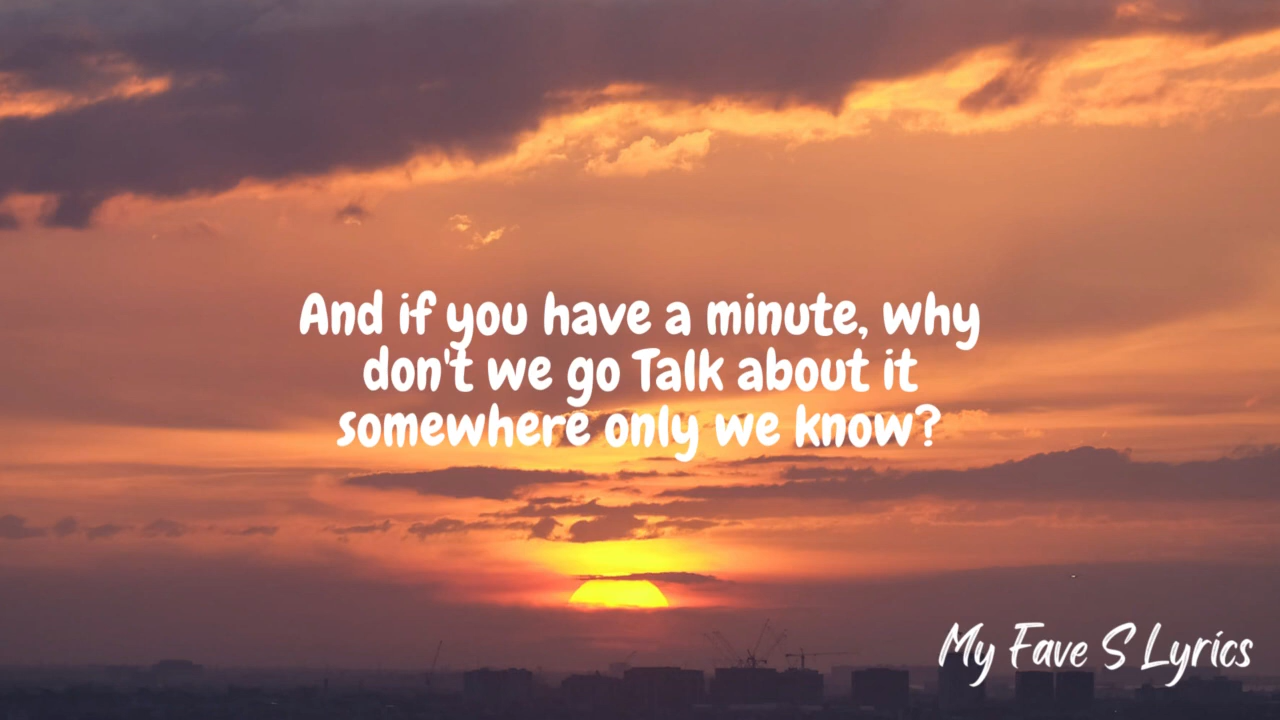 And if you have a minute, why
don't we go Talk about it
somewhere only we know?
My Fave S Lyrics